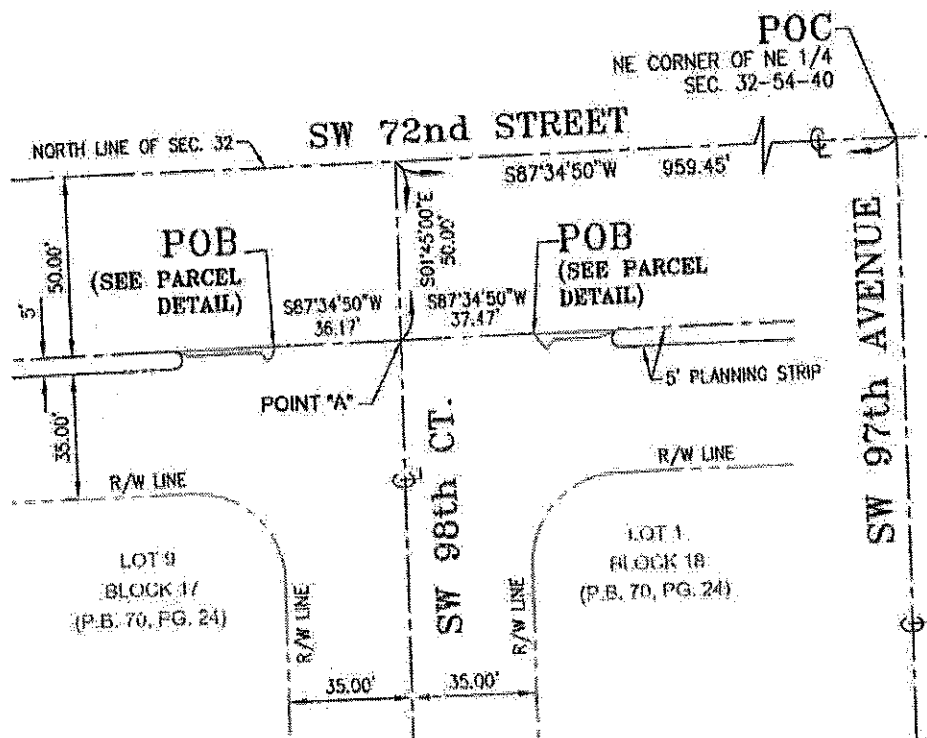 POC
NE CORNER OF NE 1/4
SEC. 32-54-40
SW 72nd STREET
NORTH LINE OF SEC. 32
S87°34'50"W 959.45'
50.00'
5'
35.00'
POB
(SEE PARCEL
DETAIL)
S87°34'50"W
36.17'
S01°45'00"E
50.00'
S87°34'50"W
37.47'
POB
(SEE PARCEL
DETAIL)
POINT "A"
5' PLANNING STRIP
SW 97th AVENUE
SW 98th CT.
R/W LINE
R/W LINE
LOT 9
BLOCK 17
(P.B. 70, PG. 24)
LOT 1
BLOCK 18
(P.B. 70, PG. 24)
R/W LINE
R/W LINE
35.00'
35.00'